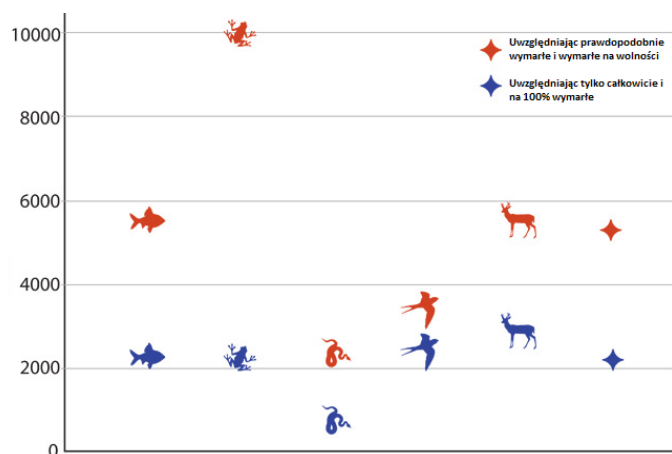 10000
8000
6000
4000
2000
0
Uwzględniając prawdopodobnie
wymarłe i wymarłe na wolności
Uwzględniając tylko całkowicie i
na 100% wymarłe